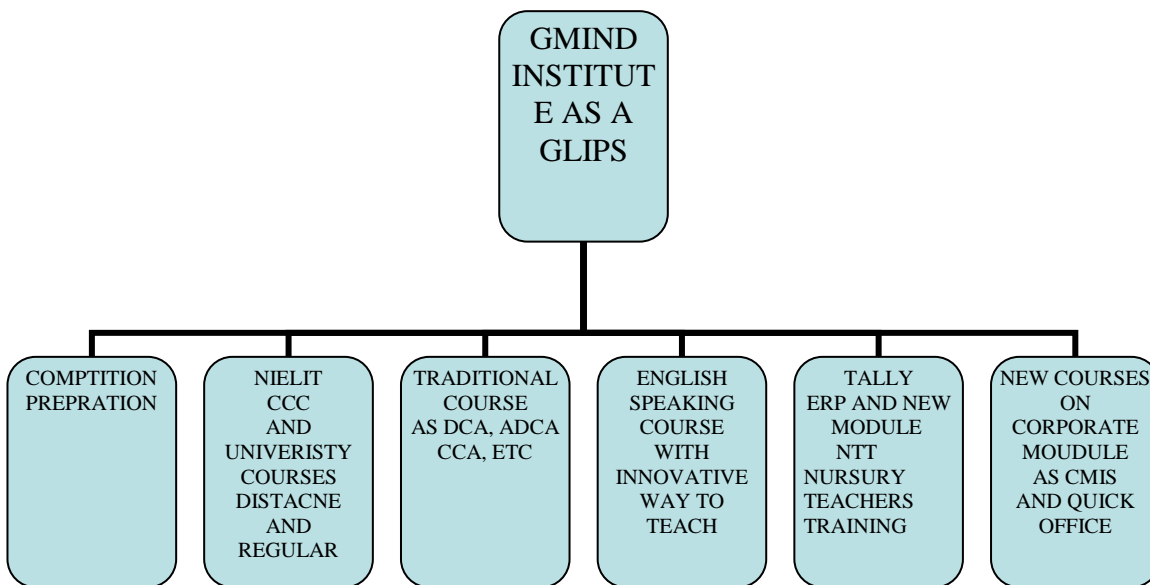 GMIND
INSTITUT
E AS A
GLIPS
COMPTITION
PREPRATION
NIELIT
CCC
AND
UNIVERISTY
COURSES
DISTACNE
AND
REGULAR
TRADITIONAL
COURSE
AS DCA, ADCA
CCA, ETC
ENGLISH
SPEAKING
COURSE
WITH
INNOVATIVE
WAY TO
TEACH
TALLY
ERP AND NEW
MODULE
NTT
NURSURY
TEACHERS
TRAINING
NEW COURSES
ON
CORPORATE
MOUDULE
AS CMIS
AND QUICK
OFFICE